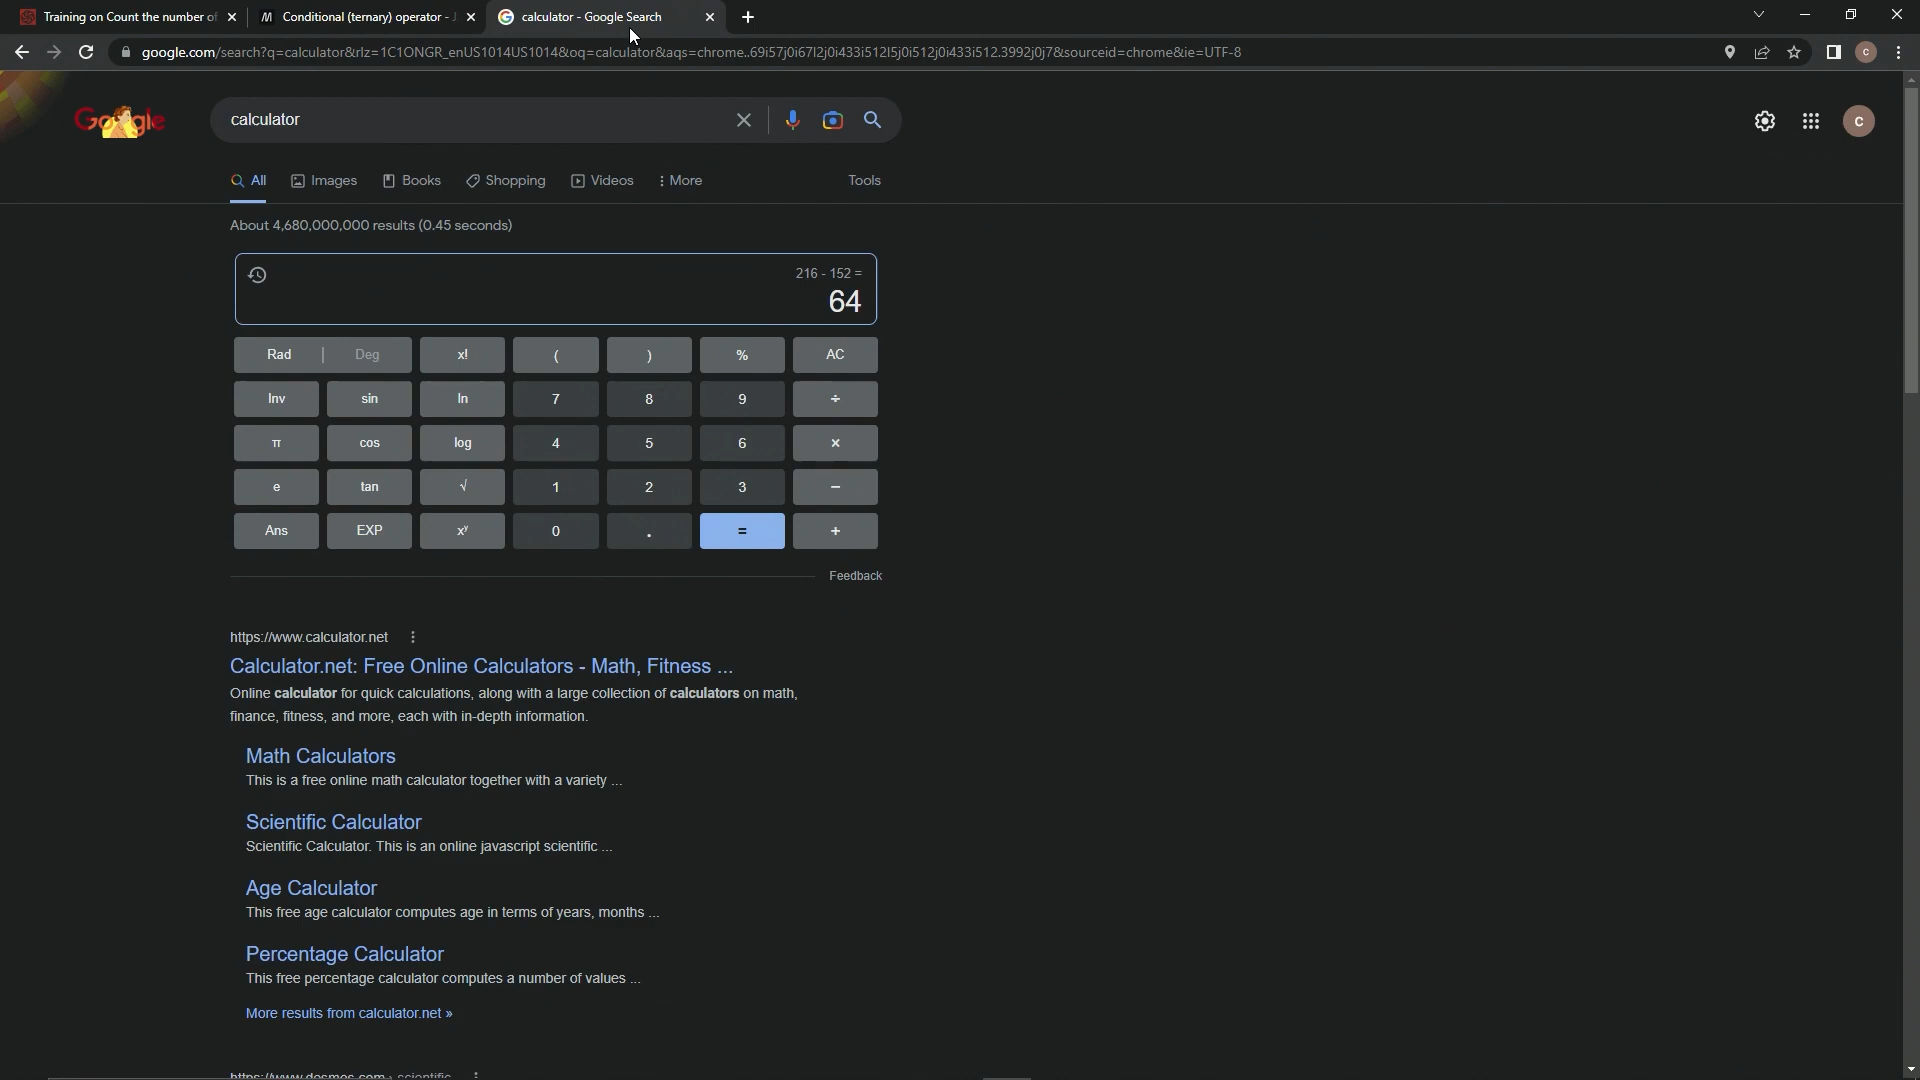 Training on Count the number of
Conditional (ternary) operator - J
calculator - Google Search
google.com/search?q=calculator&rlz=1C1ONGR_enUS1014US1014&oq=calculator&aqs=chrome..69i57j0i67l2j0i433i512l5j0i512j0i433i512.3992j0j7&sourceid=chrome&ie=UTF-8
C
Google
calculator
C
All
Images
Books
Shopping
Videos
More
Tools
About 4,680,000,000 results (0.45 seconds)
216 - 152 =
64
Rad | Deg x! ( ) % AC
Inv sin ln 7 8 9 ÷
π cos log 4 5 6 ×
e tan √ 1 2 3 −
Ans EXP xʸ 0 . = +
Feedback
https://www.calculator.net
Calculator.net: Free Online Calculators - Math, Fitness ...
Online calculator for quick calculations, along with a large collection of calculators on math,
finance, fitness, and more, each with in-depth information.
Math Calculators
This is a free online math calculator together with a variety ...
Scientific Calculator
Scientific Calculator. This is an online javascript scientific ...
Age Calculator
This free age calculator computes age in terms of years, months ...
Percentage Calculator
This free percentage calculator computes a number of values ...
More results from calculator.net »
https://www.desmos.com › scientific